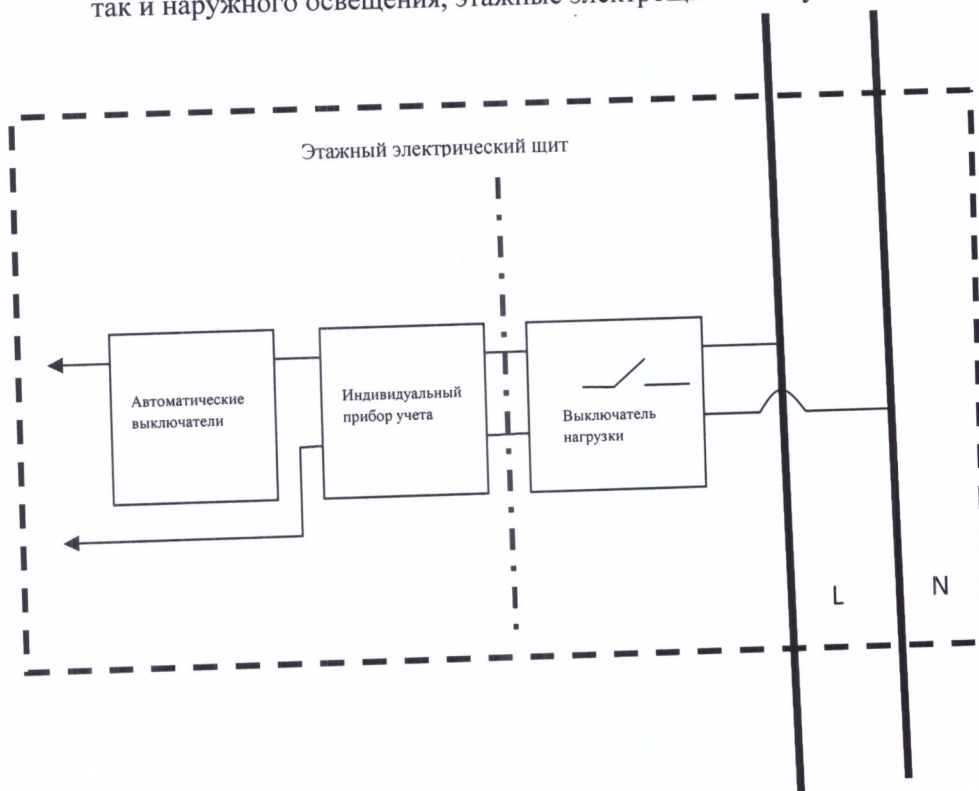 так и наружного освещения, этажные
Этажный электрический щит
Автоматические
выключатели
Индивидуальный
прибор учета
Выключатель
нагрузки
L
N